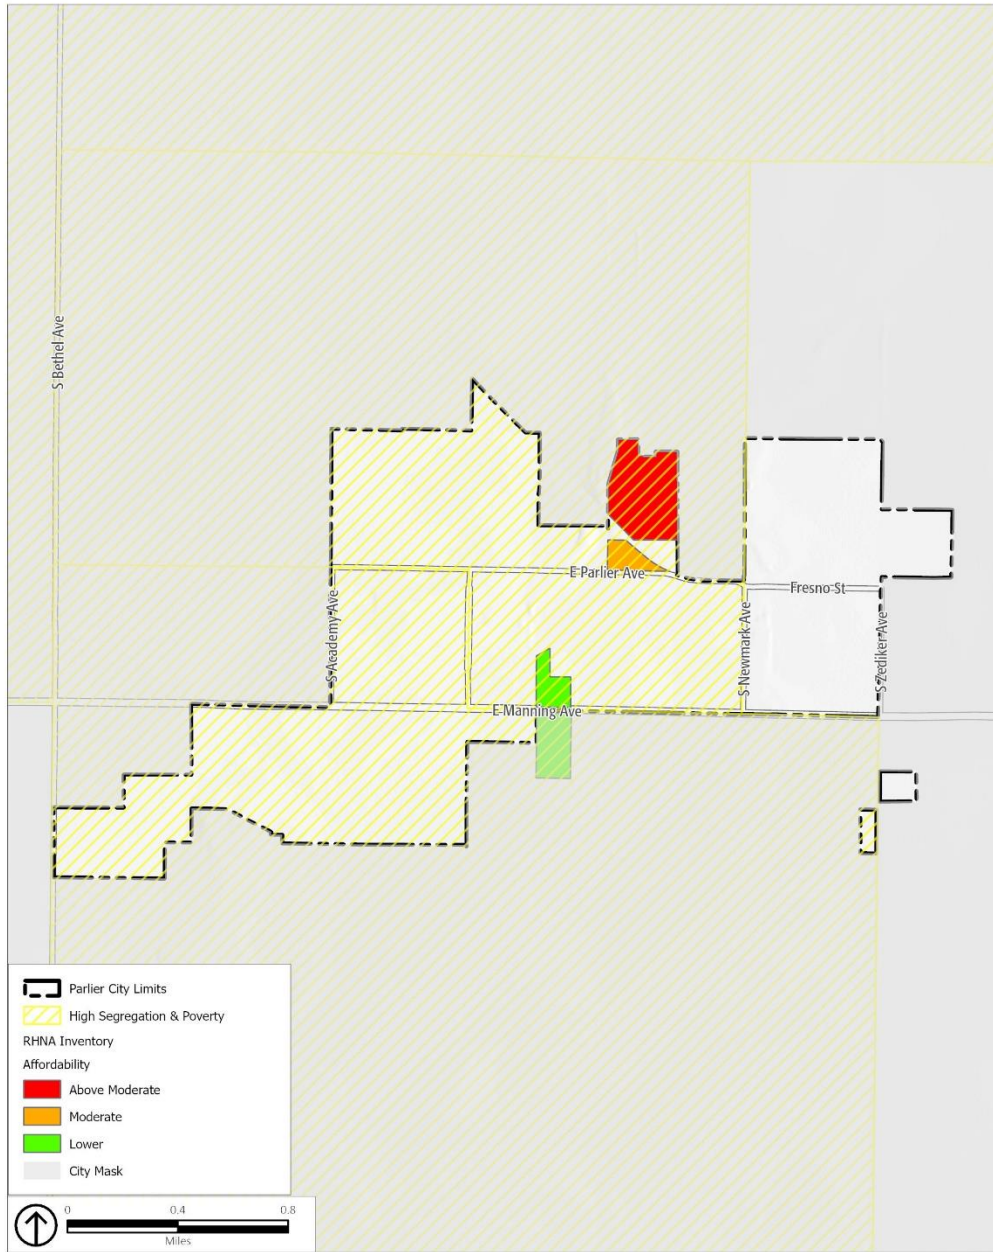 S Bethel Ave
E Parlier Ave
Fresno St
S Academy Ave
S Newmark Ave
S Zediker Ave
E Manning Ave
Parlier City Limits
High Segregation & Poverty
RHNA Inventory
Affordability
Above Moderate
Moderate
Lower
City Mask
0 0.4 0.8
Miles